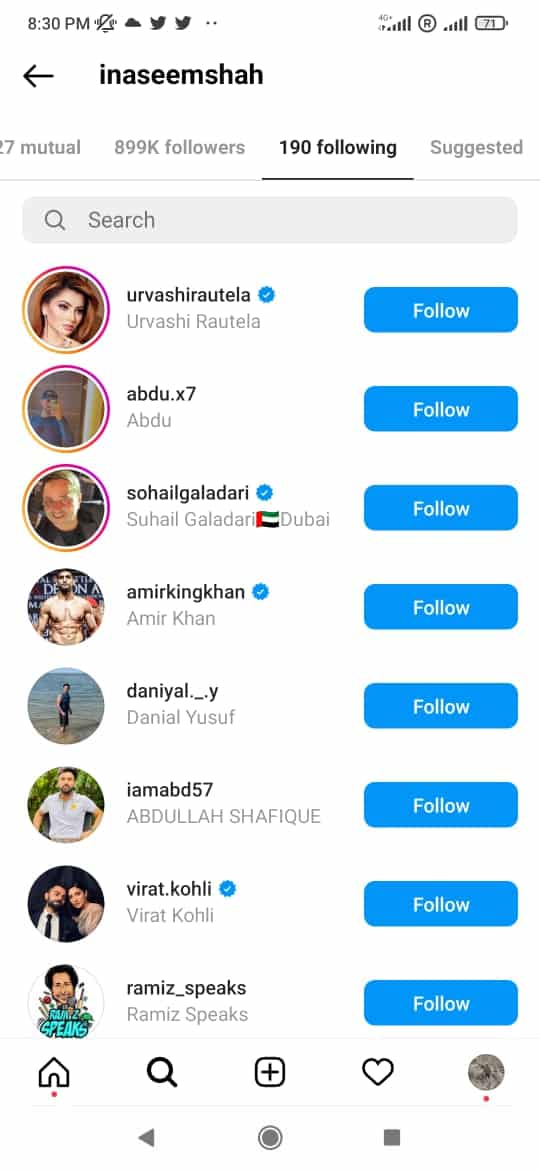 8:30 PM
4G+
R
71
inaseemshah
27 mutual
899K followers
190 following
Suggested
Search
urvashirautela
Urvashi Rautela
Follow
abdu.x7
Abdu
Follow
sohailgaladari
Suhail Galadari🇦🇪Dubai
Follow
amirkingkhan
Amir Khan
Follow
daniyal._.y
Danial Yusuf
Follow
iamabd57
ABDULLAH SHAFIQUE
Follow
virat.kohli
Virat Kohli
Follow
ramiz_speaks
Ramiz Speaks
Follow
RAMIZ
SPEAKS